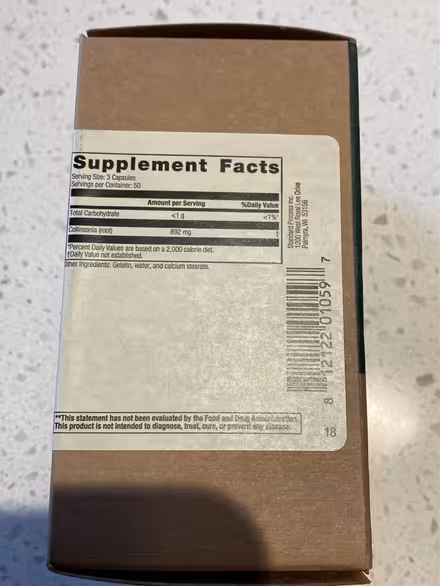 Supplement Facts
Serving Size: 3 Capsules
Servings per Container: 50
Amount per Serving %Daily Value
Total Carbohydrate <1 g <1%*
Collinsonia (root) 892 mg †
*Percent Daily Values are based on a 2,000 calorie diet.
†Daily Value not established.
Other Ingredients: Gelatin, water, and calcium stearate.
**This statement has not been evaluated by the Food and Drug Administration.
This product is not intended to diagnose, treat, cure, or prevent any disease.
Standard Process Inc.
1200 West Royal Lee Drive
Palmyra, WI 53156
8 12122 01059 7
18